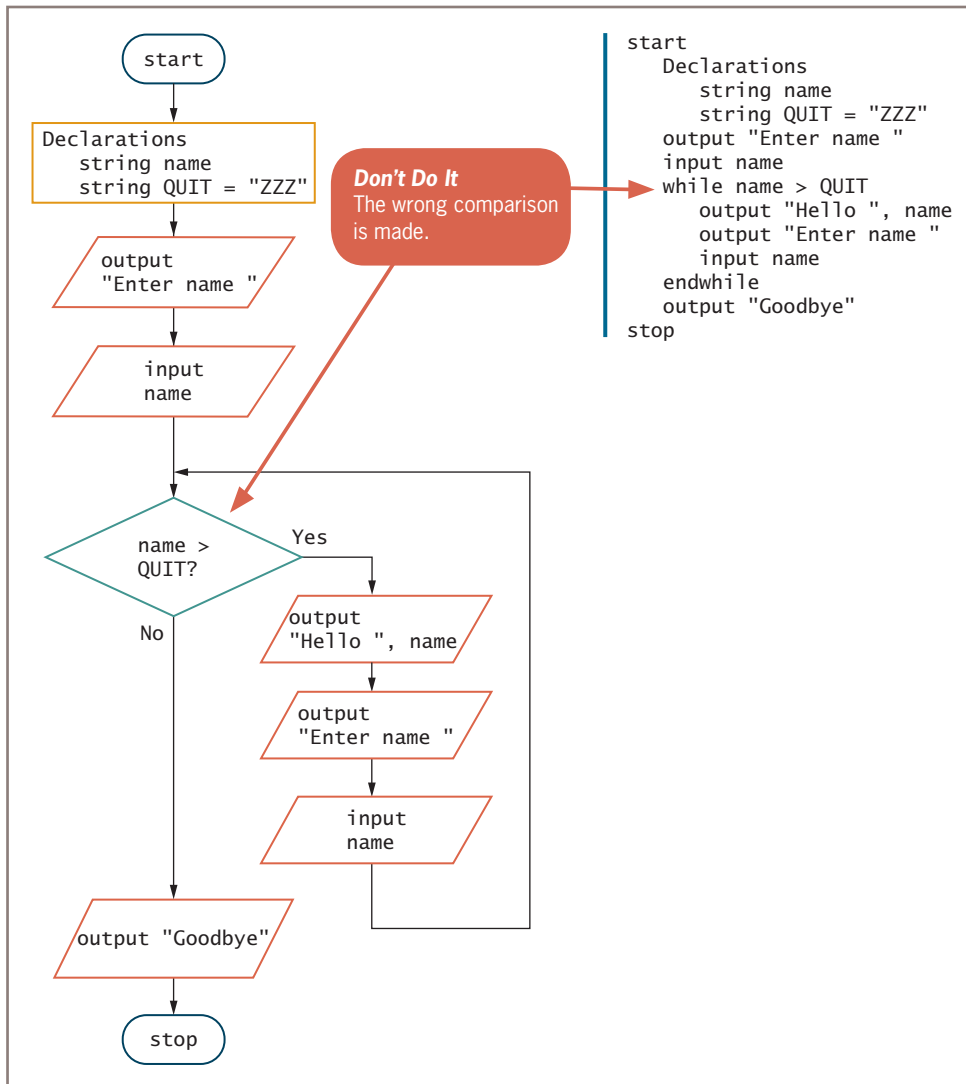 start
Declarations
string name
string QUIT = "ZZZ"
output
"Enter name "
input
name
name >
QUIT?
Yes
No
output
"Hello ", name
output
"Enter name "
input
name
output "Goodbye"
stop
Don't Do It
The wrong comparison
is made.
start
Declarations
string name
string QUIT = "ZZZ"
output "Enter name "
input name
while name > QUIT
output "Hello ", name
output "Enter name "
input name
endwhile
output "Goodbye"
stop